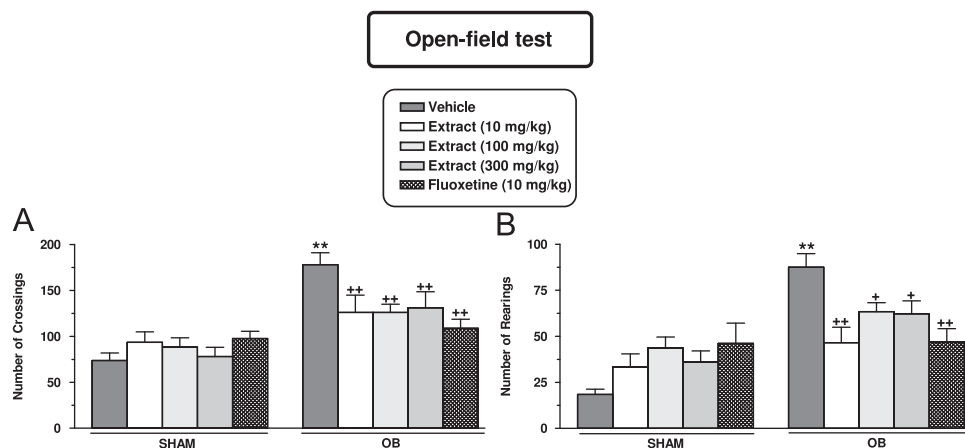 Open-field test
Vehicle
Extract (10 mg/kg)
Extract (100 mg/kg)
Extract (300 mg/kg)
Fluoxetine (10 mg/kg)
A
Number of Crossings
200
150
100
50
0
**
++
++
++
++
SHAM
OB
B
Number of Rearings
100
75
50
25
0
**
++
+
+
++
SHAM
OB